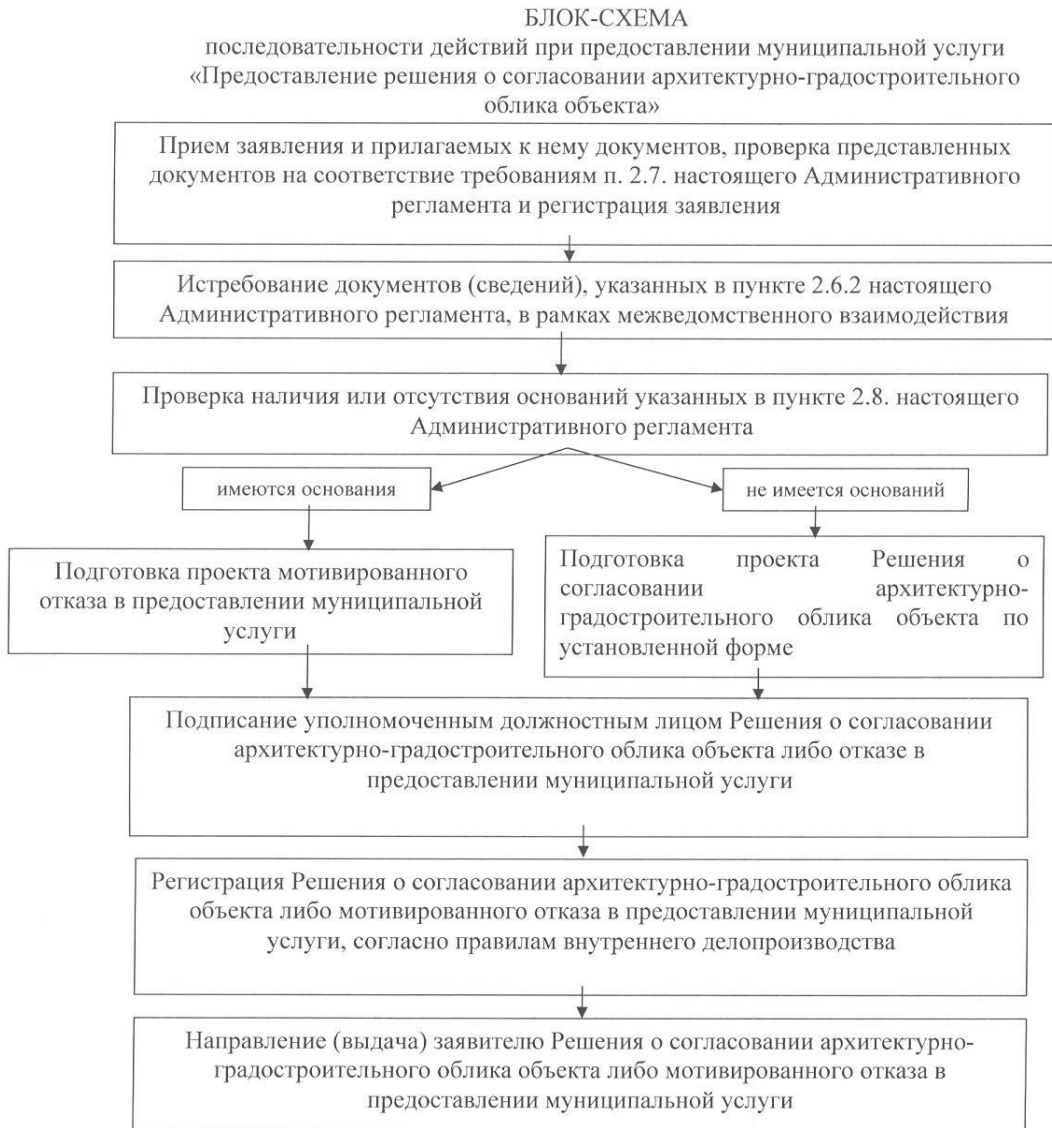 БЛОК-СХЕМА
последовательности действий при предоставлении муниципальной услуги
«Предоставление решения о согласовании архитектурно-градостроительного
облика объекта»
Прием заявления и прилагаемых к нему документов, проверка представленных
документов на соответствие требованиям п. 2.7. настоящего Административного
регламента и регистрация заявления
Истребование документов (сведений), указанных в пункте 2.6.2 настоящего
Административного регламента, в рамках межведомственного взаимодействия
Проверка наличия или отсутствия оснований указанных в пункте 2.8. настоящего
Административного регламента
имеются основания
не имеется оснований
Подготовка проекта мотивированного
отказа в предоставлении муниципальной
услуги
Подготовка проекта Решения о
согласовании архитектурно-
градостроительного облика объекта по
установленной форме
Подписание уполномоченным должностным лицом Решения о согласовании
архитектурно-градостроительного облика объекта либо отказе в
предоставлении муниципальной услуги
Регистрация Решения о согласовании архитектурно-градостроительного облика
объекта либо мотивированного отказа в предоставлении муниципальной
услуги, согласно правилам внутреннего делопроизводства
Направление (выдача) заявителю Решения о согласовании архитектурно-
градостроительного облика объекта либо мотивированного отказа в
предоставлении муниципальной услуги